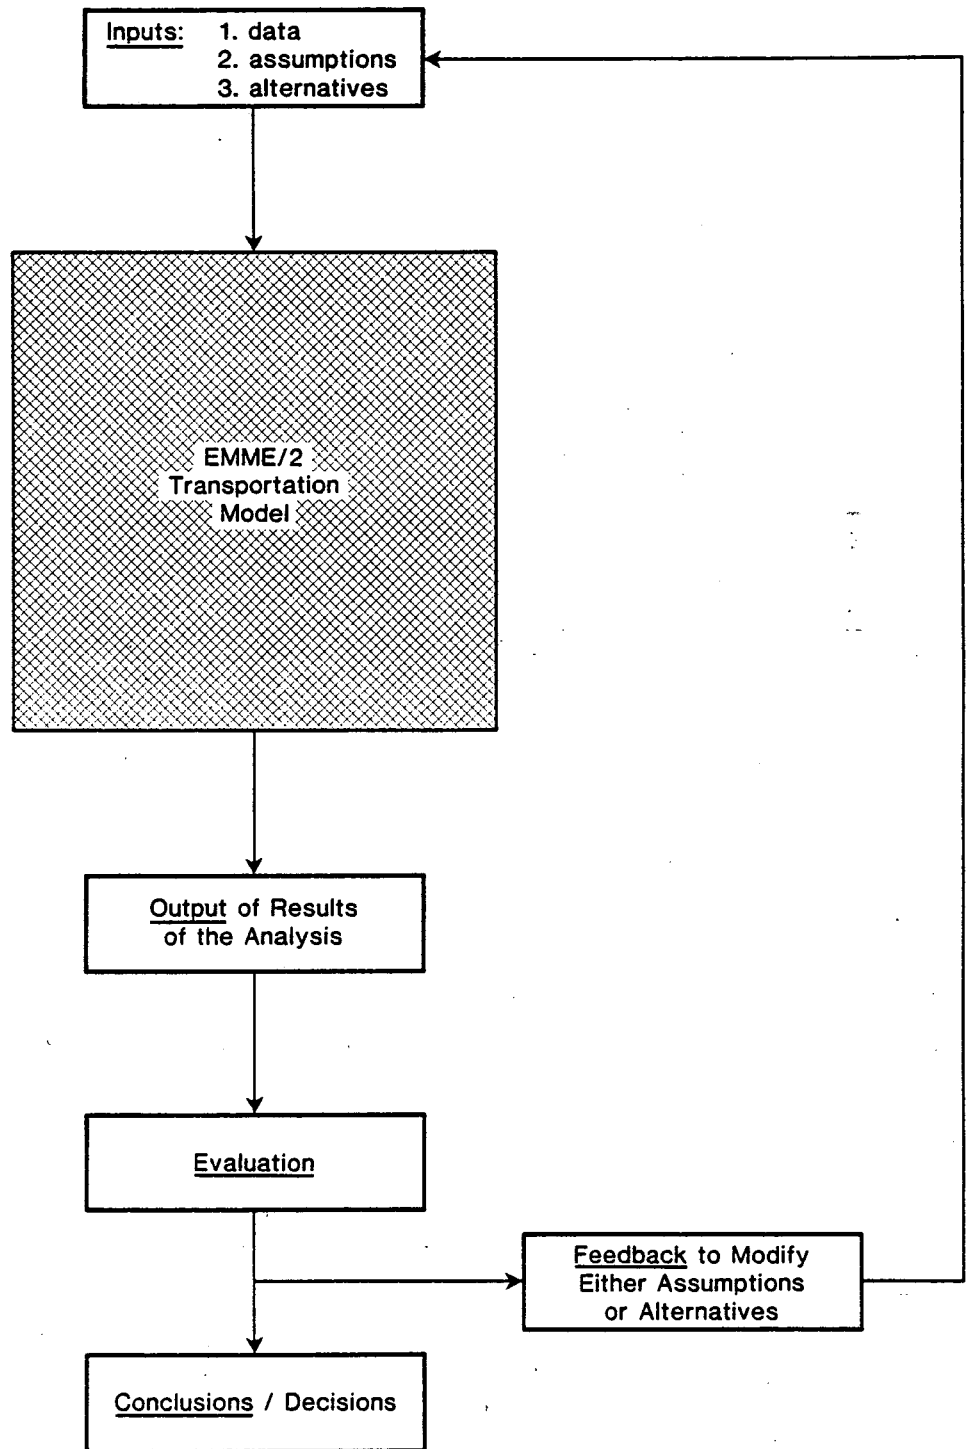 Inputs: 1. data
2. assumptions
3. alternatives
EMME/2
Transportation
Model
Output of Results
of the Analysis
Evaluation
Feedback to Modify
Either Assumptions
or Alternatives
Conclusions / Decisions